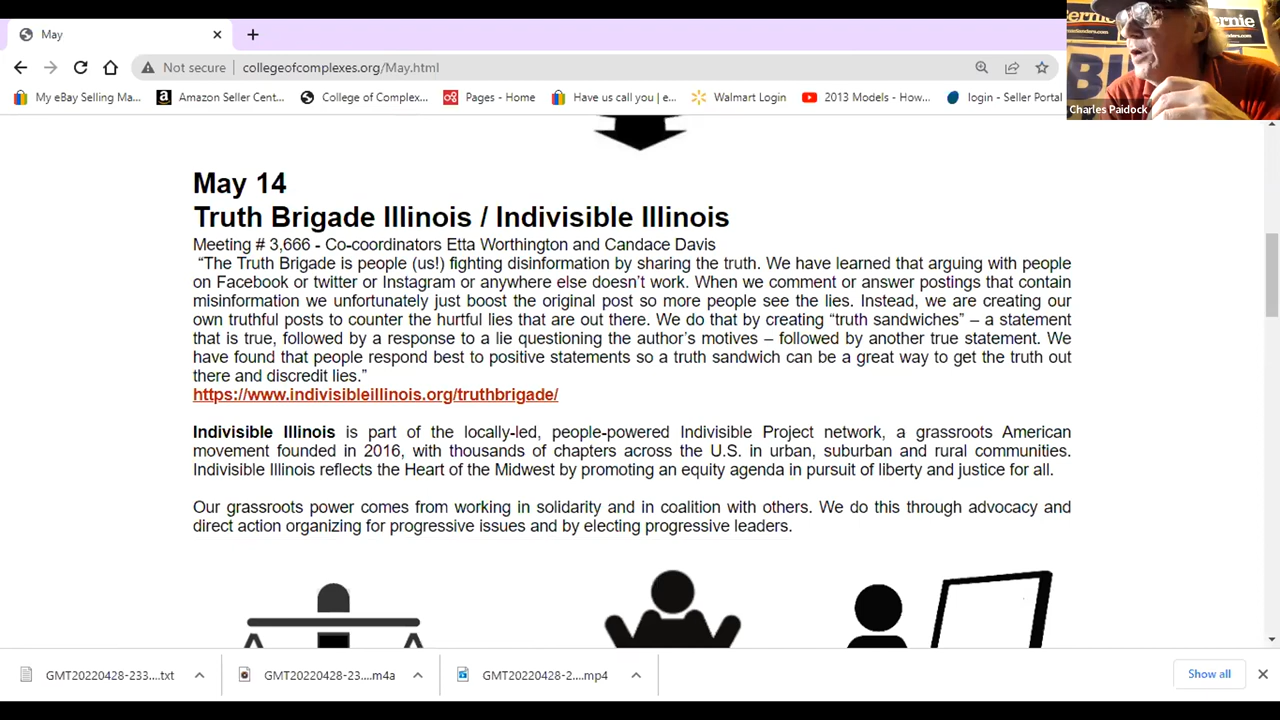 May
Not secure
collegeofcomplexes.org/May.html
My eBay Selling Ma...
Amazon Seller Cent...
College of Complex...
Pages - Home
Have us call you | e...
Walmart Login
2013 Models - How...
login - Seller Portal
Charles Paidock
May 14
Truth Brigade Illinois / Indivisible Illinois
Meeting # 3,666 - Co-coordinators Etta Worthington and Candace Davis
“The Truth Brigade is people (us!) fighting disinformation by sharing the truth. We have learned that arguing with people
on Facebook or twitter or Instagram or anywhere else doesn’t work. When we comment or answer postings that contain
misinformation we unfortunately just boost the original post so more people see the lies. Instead, we are creating our
own truthful posts to counter the hurtful lies that are out there. We do that by creating “truth sandwiches” – a statement
that is true, followed by a response to a lie questioning the author’s motives – followed by another true statement. We
have found that people respond best to positive statements so a truth sandwich can be a great way to get the truth out
there and discredit lies.”
https://www.indivisibleillinois.org/truthbrigade/
Indivisible Illinois is part of the locally-led, people-powered Indivisible Project network, a grassroots American
movement founded in 2016, with thousands of chapters across the U.S. in urban, suburban and rural communities.
Indivisible Illinois reflects the Heart of the Midwest by promoting an equity agenda in pursuit of liberty and justice for all.
Our grassroots power comes from working in solidarity and in coalition with others. We do this through advocacy and
direct action organizing for progressive issues and by electing progressive leaders.
GMT20220428-233....txt
GMT20220428-23....m4a
GMT20220428-2....mp4
Show all